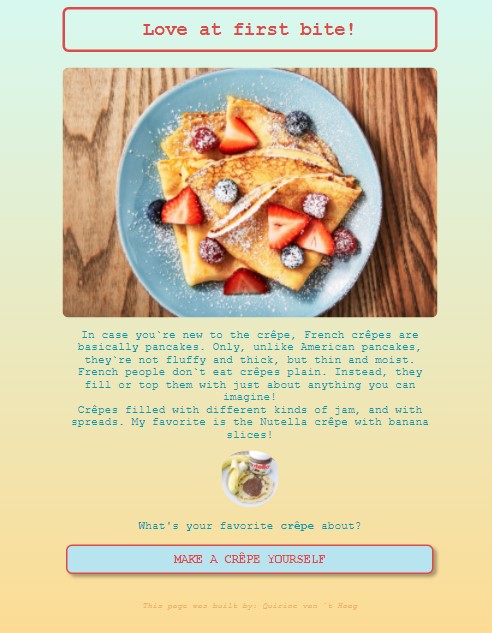 Love at first bite!
In case you`re new to the crêpe, French crêpes are
basically pancakes. Only, unlike American pancakes,
they`re not fluffy and thick, but thin and moist.
French people don`t eat crêpes plain. Instead, they
fill or top them with just about anything you can
imagine!
Crêpes filled with different kinds of jam, and with
spreads. My favorite is the Nutella crêpe with banana
slices!
What's your favorite crêpe about?
MAKE A CRÊPE YOURSELF
This page was built by: Quirine van 't Haag